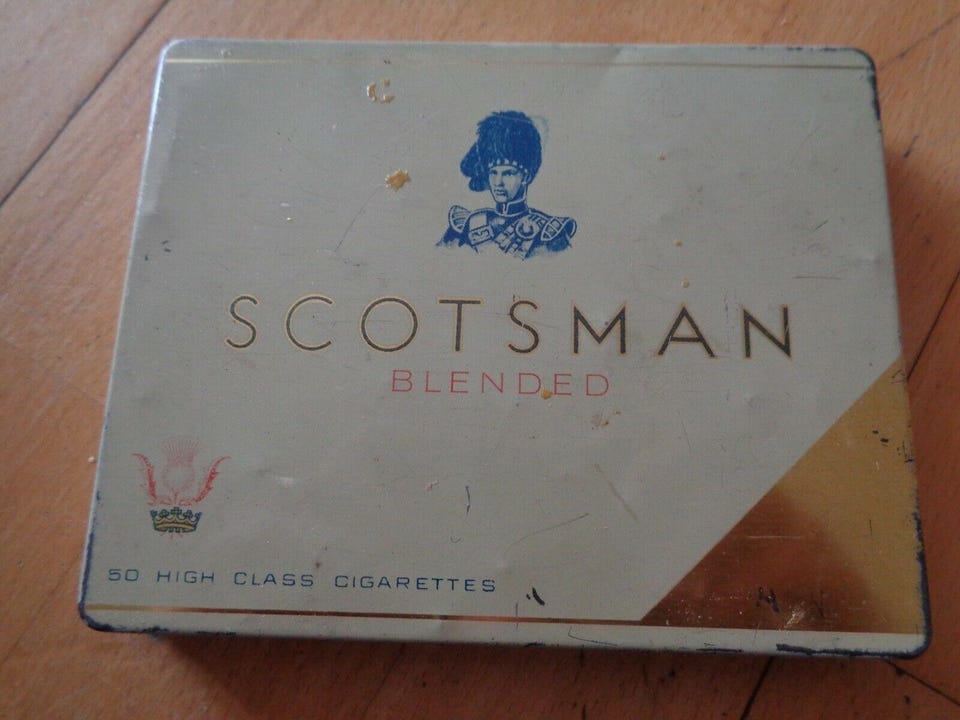 SCOTSMAN
BLENDED
50 HIGH CLASS CIGARETTES